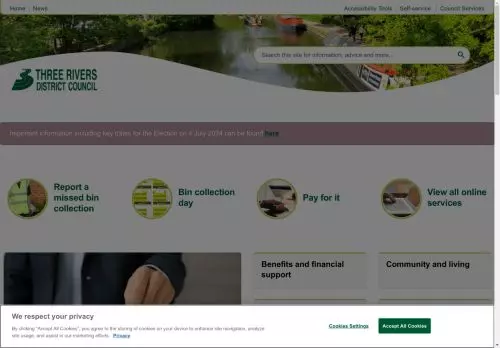 Home News Accessibility Tools Self-service Council Services
Search this site for information, advice and more...
THREE RIVERS
DISTRICT COUNCIL
Important information including key dates for the Election on 4 July 2024 can be found here
Report a
missed bin
collection
Bin collection
day
Pay for it
View all online
services
Benefits and financial
support
Community and living
We respect your privacy
By clicking "Accept All Cookies", you agree to the storing of cookies on your device to enhance site navigation, analyze
site usage, and assist in our marketing efforts. Privacy
Cookies Settings
Accept All Cookies